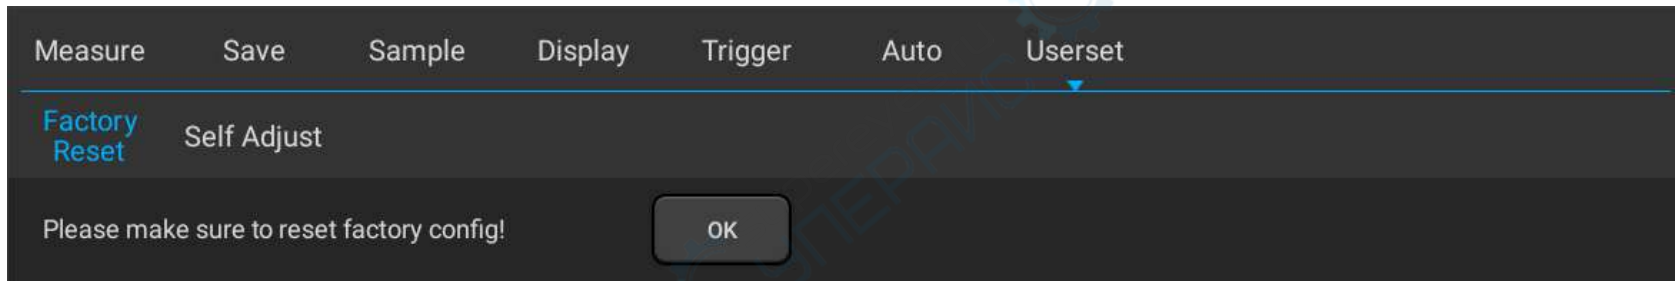 Measure Save Sample Display Trigger Auto Userset
Factory
Reset
Self Adjust
Please make sure to reset factory config!
OK